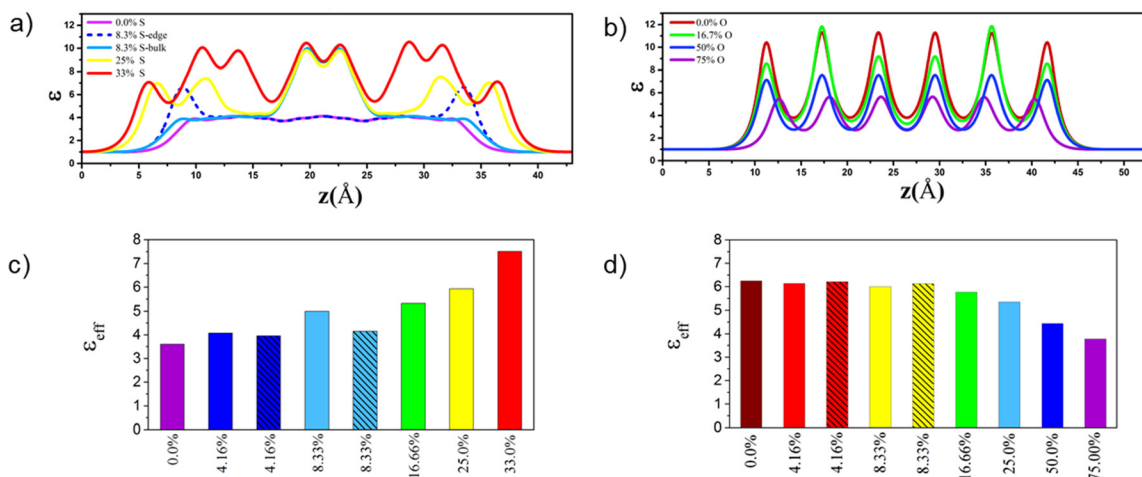 a)
12
10
8
6
4
2
0
ε
0.0% S
8.3% S-edge
8.3% S-bulk
25% S
33% S
0 5 10 15 20 25 30 35 40
z(Å)
b)
12
10
8
6
4
2
0
ε
0.0% O
16.7% O
50% O
75% O
0 5 10 15 20 25 30 35 40 45 50
z(Å)
c)
8
7
6
5
4
3
2
1
0
εeff
0.0% 4.16% 4.16% 8.33% 8.33% 16.66% 25.0% 33.0%
d)
8
7
6
5
4
3
2
1
0
εeff
0.0% 4.16% 4.16% 8.33% 8.33% 16.66% 25.0% 50.0% 75.00%